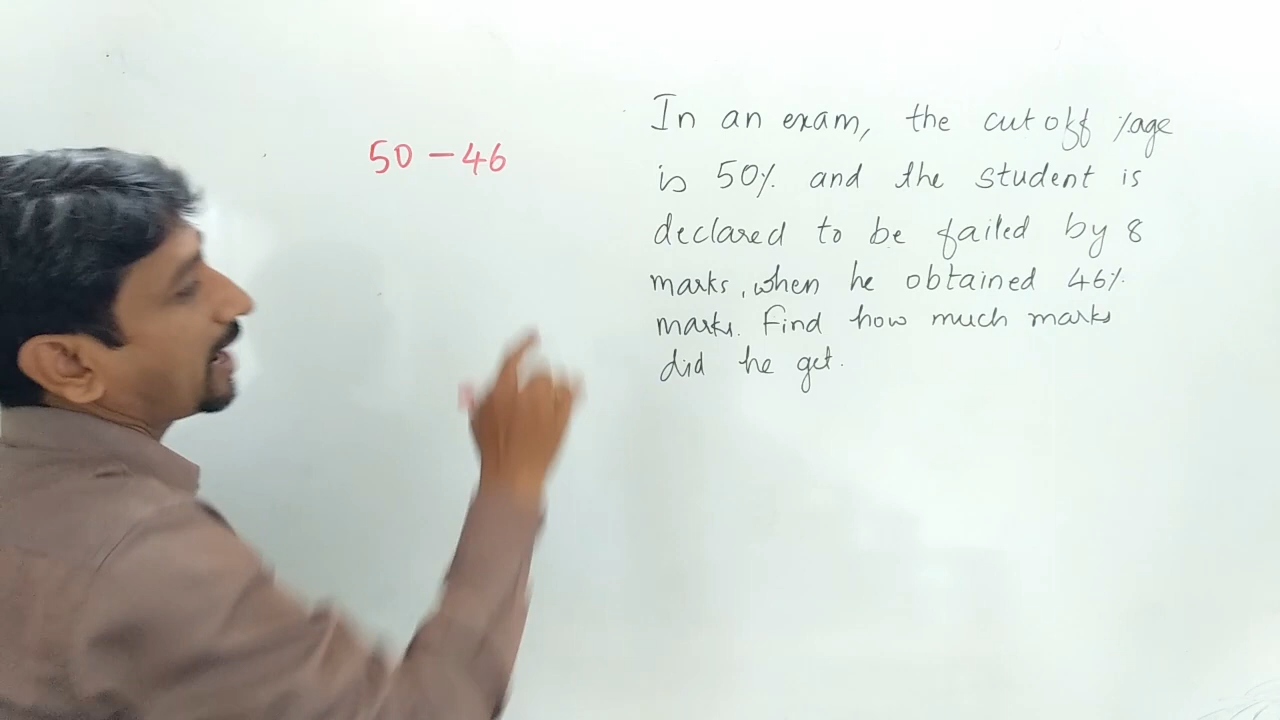 50 - 46
In an exam, the cut off %age
is 50% and the student is
declared to be failed by 8
marks, when he obtained 46%
marks. Find how much marks
did he get.